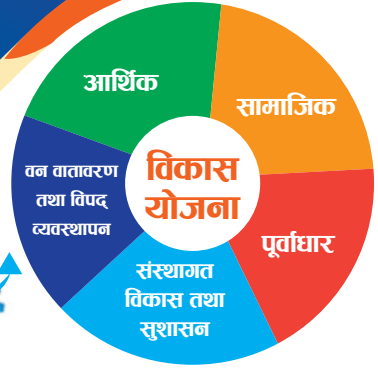 आर्थिक
सामाजिक
वन वातावरण
तथा विपद्
व्यवस्थापन
विकास
योजना
पूर्वाधार
संस्थागत
विकास तथा
सुशासन